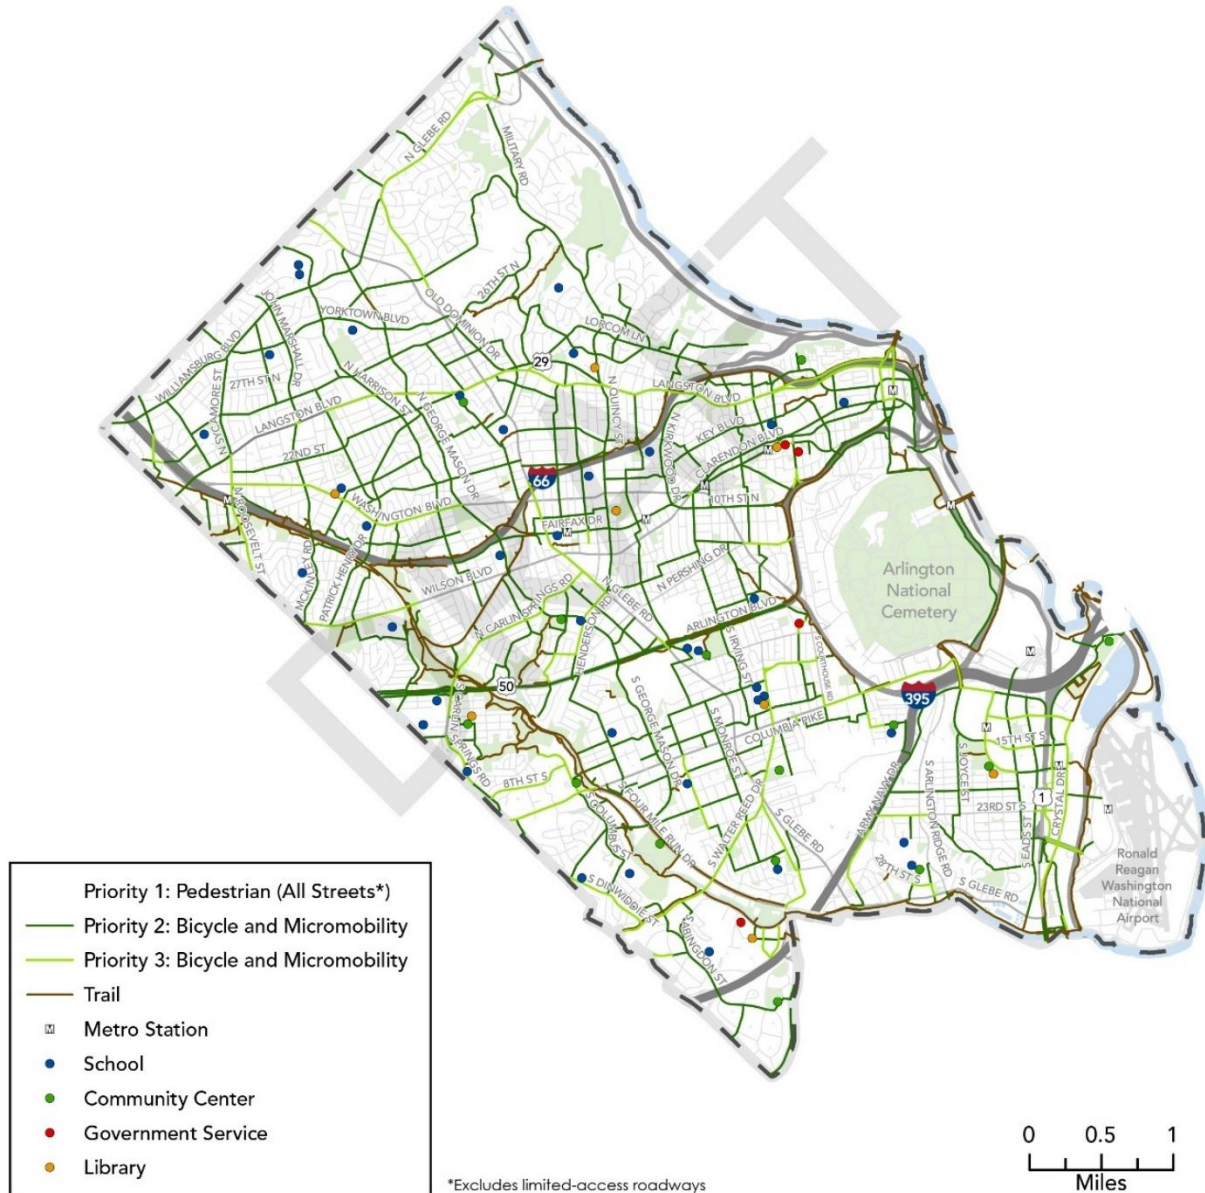 N GLEBE RD
MILITARY RD
26TH ST N
OLD DOMINION DR
JOHN MARSHALL DR
YORKTOWN BLVD
LORCOM LN
WILLIAMSBURG BLVD
29
27TH ST N
N HARRISON ST
LANGSTON BLVD
N SYCAMORE ST
LANGSTON BLVD
N GEORGE MASON DR
N QUINCY ST
N KIRKWOOD DR
KEY BLVD
CLARENDON BLVD
22ND ST
66
WASHINGTON BLVD
10TH ST N
FAIRFAX DR
N ROOSEVELT ST
MCKINLEY RD
PATRICK HENRY DR
WILSON BLVD
N PERSHING DR
Arlington
National
Cemetery
N CARLIN SPRINGS RD
N GLEBE RD
HENDERSON RD
ARLINGTON BLVD
S IRVING ST
S COURTHOUSE RD
50
395
S CARLIN SPRINGS RD
S GEORGE MASON DR
S MONROE ST
COLUMBIA PIKE
15TH ST S
S JOYCE ST
8TH ST S
S FOUR MILE RUN DR
S COLUMBUS ST
S WALTER REED DR
S GLEBE RD
ARMY NAVY DR
S ARLINGTON RIDGE RD
23RD ST S
1
CRYSTAL DR
S EADS ST
28TH ST S
S GLEBE RD
Ronald
Reagan
Washington
National
Airport
S DINWIDDIE ST
S ABINGDON ST
DRAFT
Priority 1: Pedestrian (All Streets*)
Priority 2: Bicycle and Micromobility
Priority 3: Bicycle and Micromobility
Trail
M Metro Station
School
Community Center
Government Service
Library
*Excludes limited-access roadways
0 0.5 1
Miles